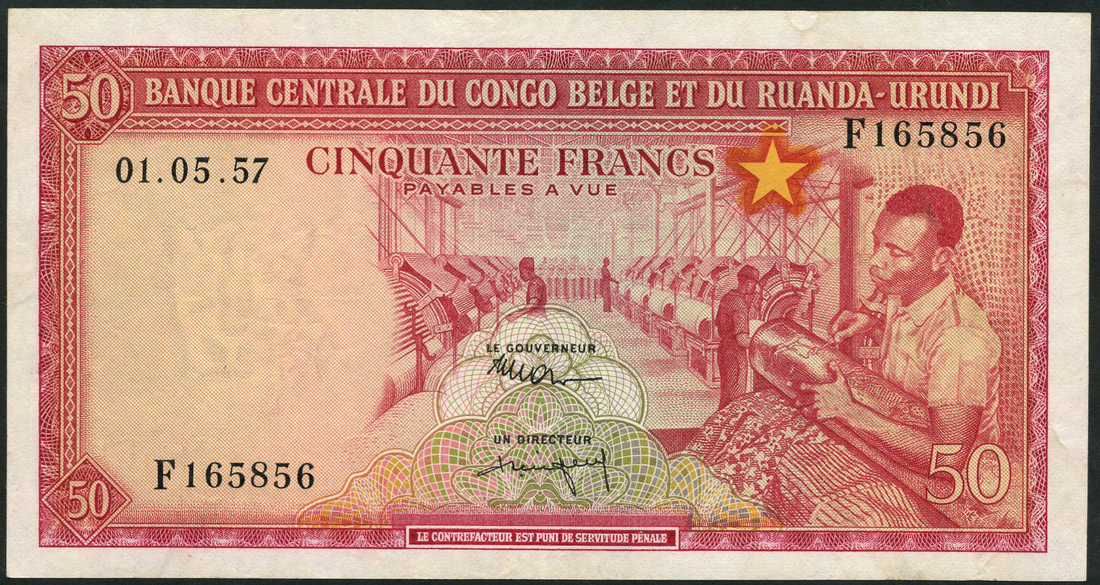 50 BANQUE CENTRALE DU CONGO BELGE ET DU RUANDA-URUNDI
F165856
01.05.57
CINQUANTE FRANCS
PAYABLES A VUE
LE GOUVERNEUR
UN DIRECTEUR
F165856
50
50
LE CONTREFACTEUR EST PUNI DE SERVITUDE PÉNALE